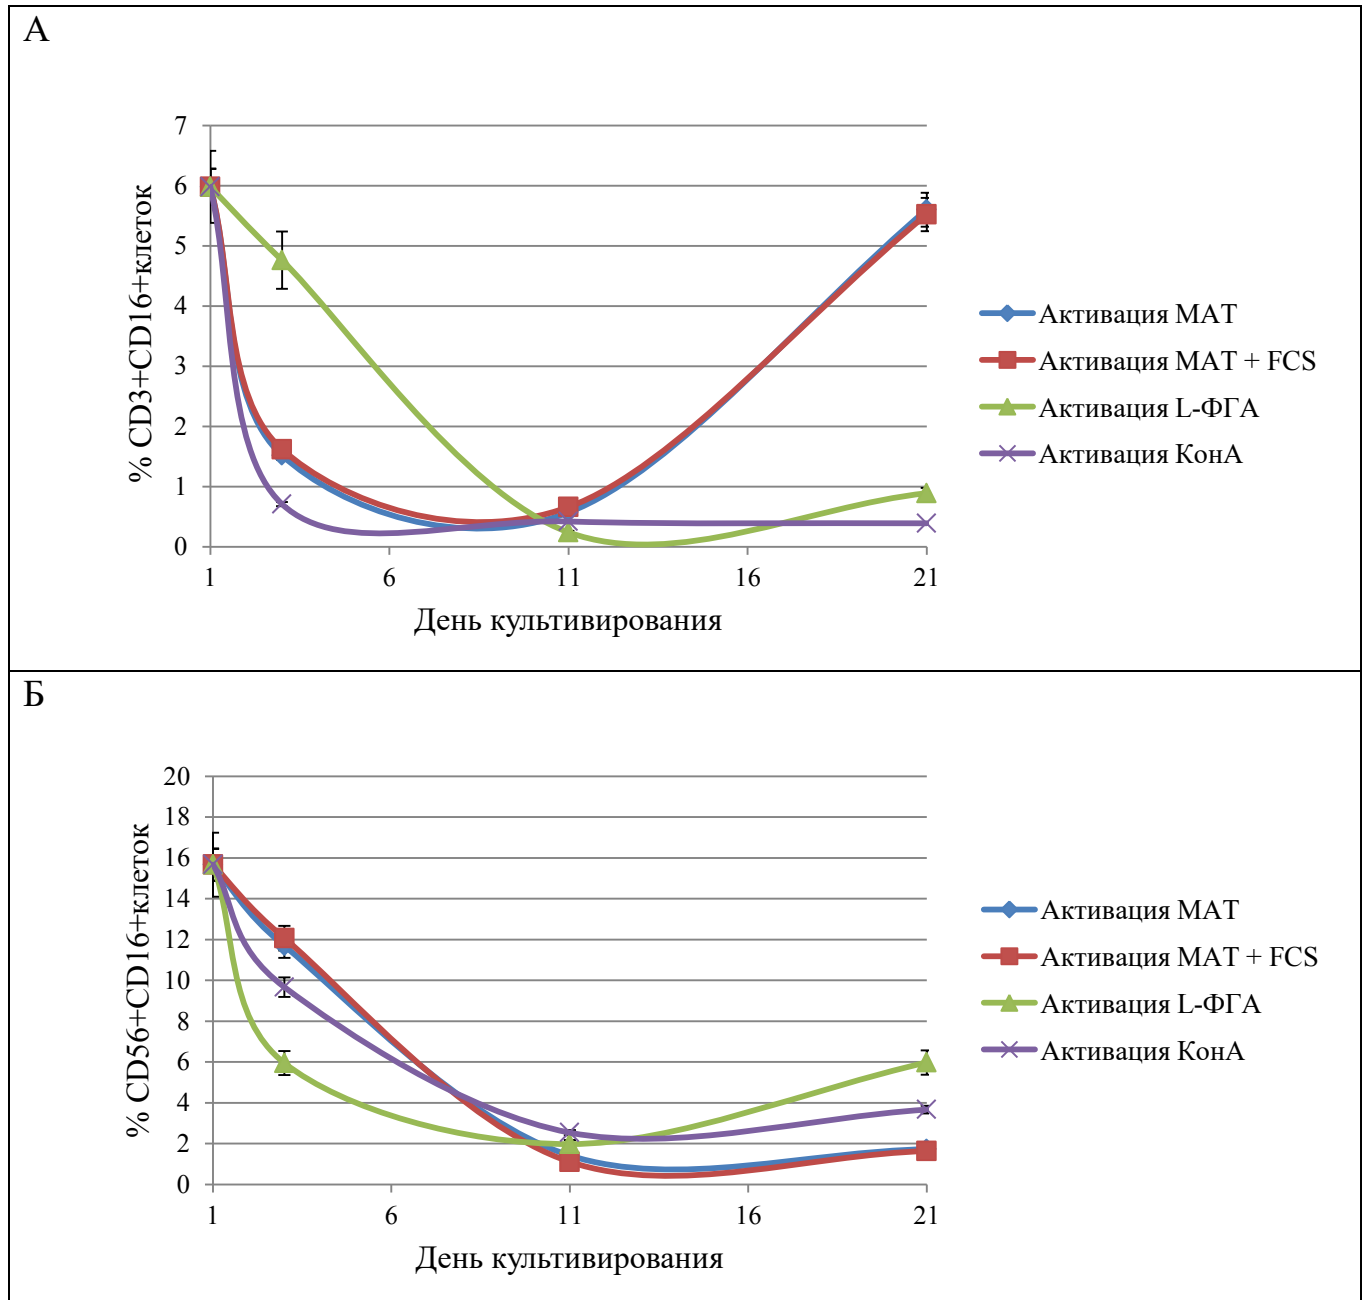 А
% CD3+CD16+клеток
7
6
5
4
3
2
1
0
1 6 11 16 21
День культивирования
Активация МАТ
Активация МАТ + FCS
Активация L-ФГА
Активация КонА
Б
% CD56+CD16+клеток
20
18
16
14
12
10
8
6
4
2
0
1 6 11 16 21
День культивирования
Активация МАТ
Активация МАТ + FCS
Активация L-ФГА
Активация КонА